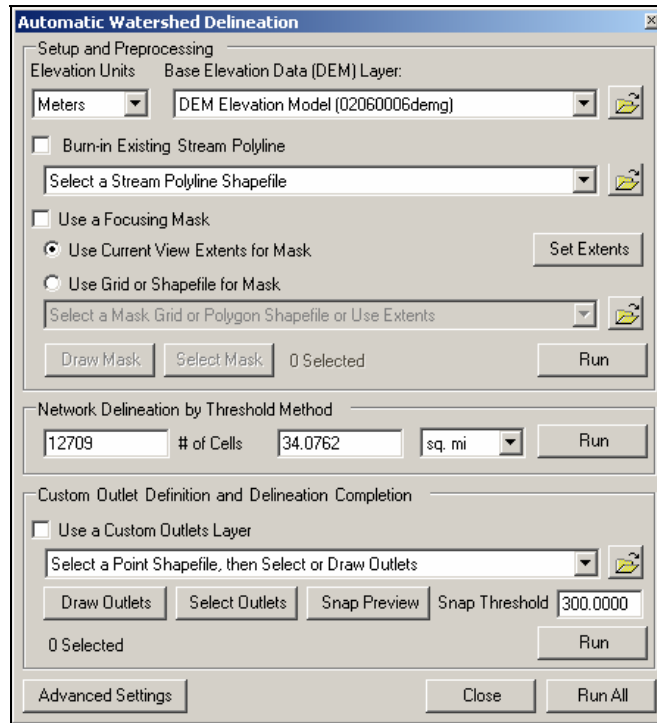 Automatic Watershed Delineation
Setup and Preprocessing
Elevation Units Base Elevation Data (DEM) Layer:
Meters DEM Elevation Model (02060006demg)
Burn-in Existing Stream Polyline
Select a Stream Polyline Shapefile
Use a Focusing Mask
Use Current View Extents for Mask Set Extents
Use Grid or Shapefile for Mask
Select a Mask Grid or Polygon Shapefile or Use Extents
Draw Mask Select Mask 0 Selected Run
Network Delineation by Threshold Method
12709 # of Cells 34.0762 sq. mi Run
Custom Outlet Definition and Delineation Completion
Use a Custom Outlets Layer
Select a Point Shapefile, then Select or Draw Outlets
Draw Outlets Select Outlets Snap Preview Snap Threshold 300.0000
0 Selected Run
Advanced Settings Close Run All